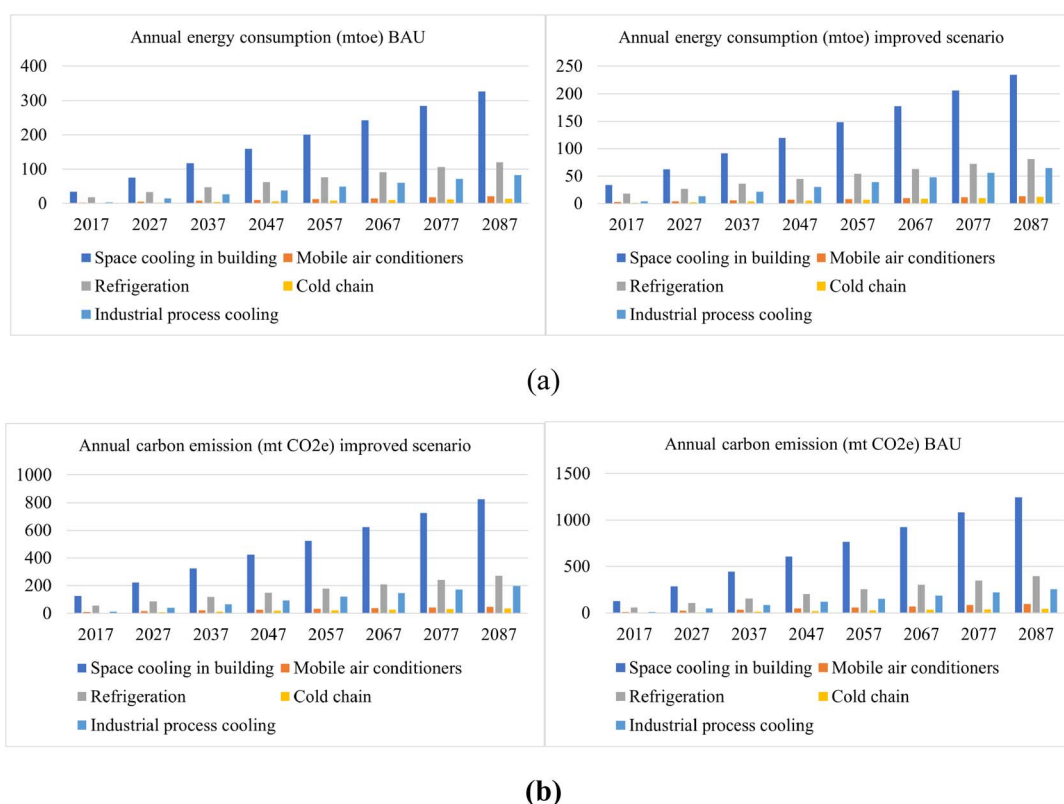 Annual energy consumption (mtoe) BAU
400
300
200
100
0
2017 2027 2037 2047 2057 2067 2077 2087
Space cooling in building Mobile air conditioners
Refrigeration Cold chain
Industrial process cooling
Annual energy consumption (mtoe) improved scenario
250
200
150
100
50
0
2017 2027 2037 2047 2057 2067 2077 2087
Space cooling in building Mobile air conditioners
Refrigeration Cold chain
Industrial process cooling
(a)
Annual carbon emission (mt CO2e) improved scenario
1000
800
600
400
200
0
2017 2027 2037 2047 2057 2067 2077 2087
Space cooling in building Mobile air conditioners
Refrigeration Cold chain
Industrial process cooling
Annual carbon emission (mt CO2e) BAU
1500
1000
500
0
2017 2027 2037 2047 2057 2067 2077 2087
Space cooling in building Mobile air conditioners
Refrigeration Cold chain
Industrial process cooling
(b)